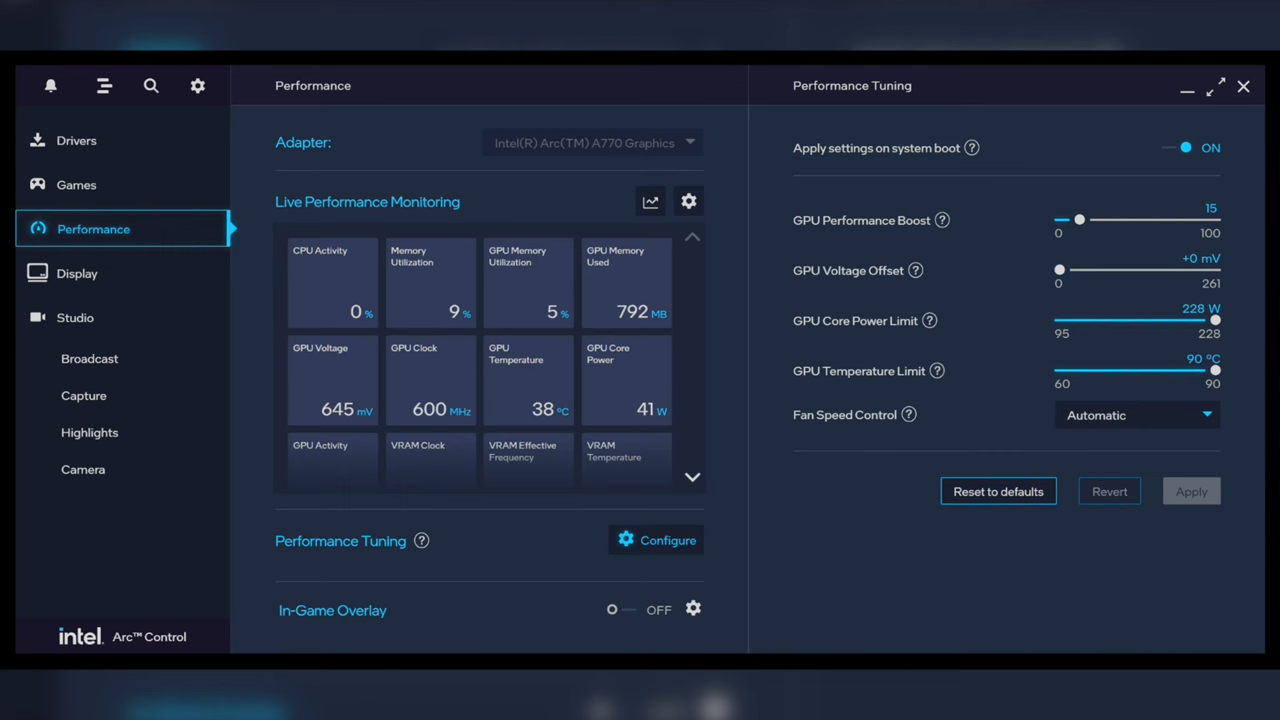 Drivers
Games
Performance
Display
Studio
Broadcast
Capture
Highlights
Camera
intel. Arc™ Control
Performance
Adapter:
Intel(R) Arc(TM) A770 Graphics
Live Performance Monitoring
CPU Activity
0 %
Memory
Utilization
9 %
GPU Memory
Utilization
5 %
GPU Memory
Used
792 MB
GPU Voltage
645 mV
GPU Clock
600 MHz
GPU
Temperature
38 °C
GPU Core
Power
41 W
GPU Activity
VRAM Clock
VRAM Effective
Frequency
VRAM
Temperature
Performance Tuning ?
Configure
In-Game Overlay
OFF
Performance Tuning
Apply settings on system boot ?
ON
GPU Performance Boost ?
15
0 100
GPU Voltage Offset ?
+0 mV
0 261
GPU Core Power Limit ?
228 W
95 228
GPU Temperature Limit ?
90 °C
60 90
Fan Speed Control ?
Automatic
Reset to defaults Revert Apply